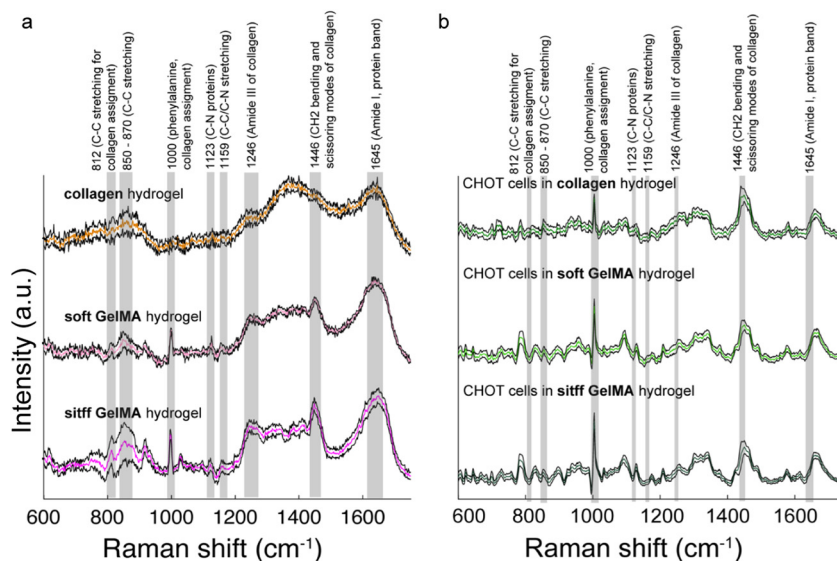 a
812 (C-C stretching for
collagen assigment)
850 - 870 (C-C stretching)
1000 (phenylalanine,
collagen assigment)
1123 (C-N proteins)
1159 (C-C/C-N stretching)
1246 (Amide III of collagen)
1446 (CH2 bending and
scissoring modes of collagen)
1645 (Amide I, protein band)
collagen hydrogel
soft GelMA hydrogel
sitff GelMA hydrogel
Intensity (a.u.)
600 800 1000 1200 1400 1600
Raman shift (cm⁻¹)
b
812 (C-C stretching for
collagen assigment)
850 - 870 (C-C stretching)
1000 (phenylalanine,
collagen assigment)
1123 (C-N proteins)
1159 (C-C/C-N stretching)
1246 (Amide III of collagen)
1446 (CH2 bending and
scissoring modes of collagen)
1645 (Amide I, protein band)
CHOT cells in collagen hydrogel
CHOT cells in soft GelMA hydrogel
CHOT cells in sitff GelMA hydrogel
600 800 1000 1200 1400 1600
Raman shift (cm⁻¹)